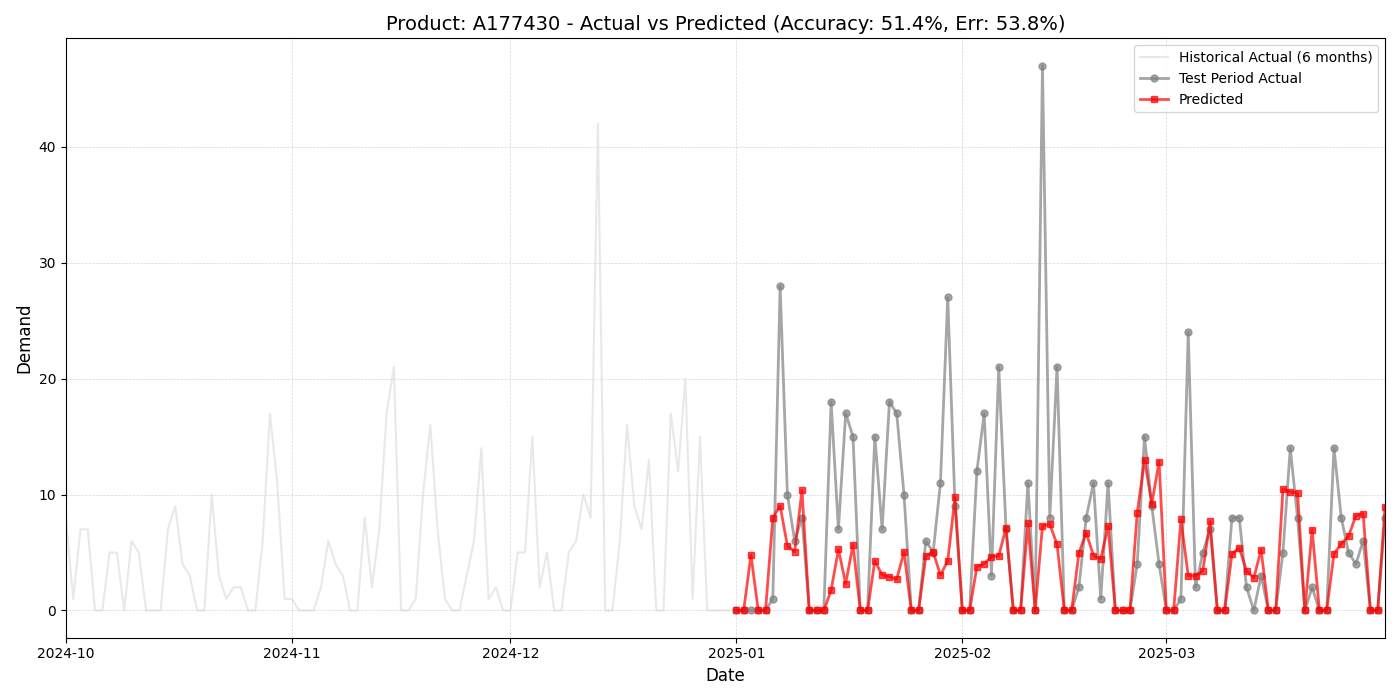 Product: A177430 - Actual vs Predicted (Accuracy: 51.4%, Err: 53.8%)
Historical Actual (6 months)
Test Period Actual
Predicted
Demand
40
30
20
10
0
2024-10
2024-11
2024-12
2025-01
2025-02
2025-03
Date